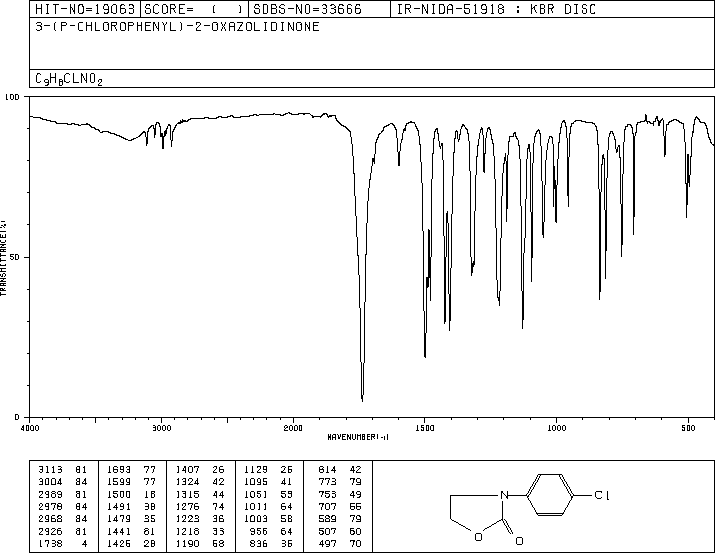 HIT-NO=19063 SCORE= ( ) SDBS-NO=33666 IR-NIDA-51918 : KBR DISC
3-(P-CHLOROPHENYL)-2-OXAZOLIDINONE
C9H8CLNO2
100
50
0
TRANSMITTANCE(%)
4000 3000 2000 1500 1000 500
WAVENUMBER(-1)
3113 81 1693 77 1407 26 1129 26 814 42
3004 84 1599 77 1324 42 1095 41 773 79
2989 81 1500 18 1315 44 1051 59 753 49
2978 84 1491 38 1276 74 1011 64 707 55
2968 84 1479 35 1223 36 1003 58 589 79
2926 81 1441 81 1218 33 956 64 507 60
1738 4 1426 28 1190 58 836 36 497 70
N
Cl
O
O